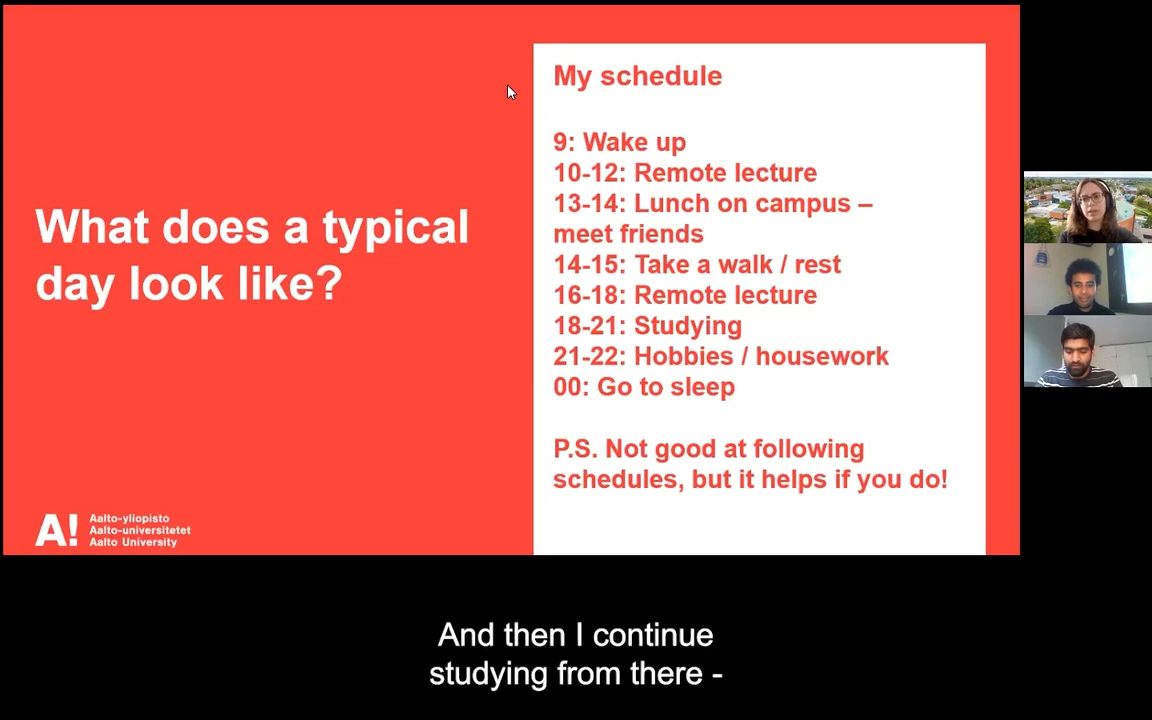 What does a typical
day look like?
My schedule
9: Wake up
10-12: Remote lecture
13-14: Lunch on campus –
meet friends
14-15: Take a walk / rest
16-18: Remote lecture
18-21: Studying
21-22: Hobbies / housework
00: Go to sleep
P.S. Not good at following
schedules, but it helps if you do!
A!
Aalto-yliopisto
Aalto-universitetet
Aalto University
And then I continue
studying from there -